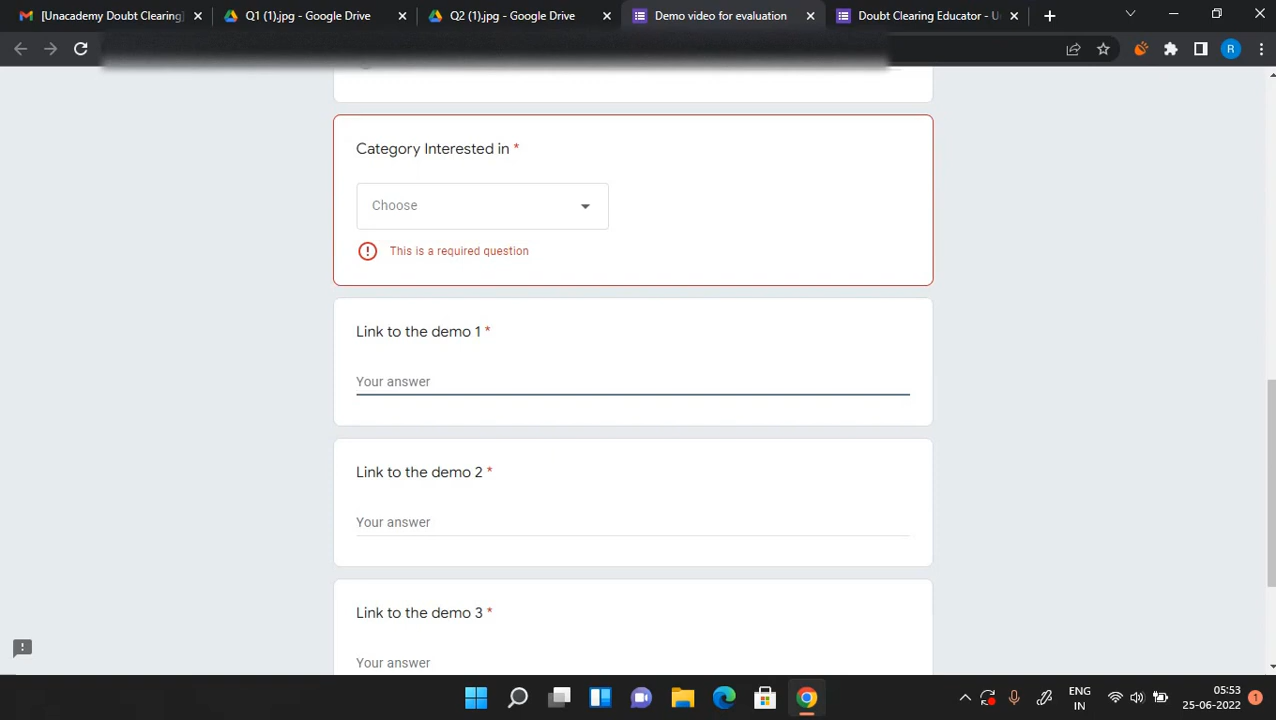 [Unacademy Doubt Clearing]
Q1 (1).jpg - Google Drive
Q2 (1).jpg - Google Drive
Demo video for evaluation
Doubt Clearing Educator - U
R
Category Interested in *
Choose
This is a required question
Link to the demo 1 *
Your answer
Link to the demo 2 *
Your answer
Link to the demo 3 *
Your answer
ENG
IN
05:53
25-06-2022
1